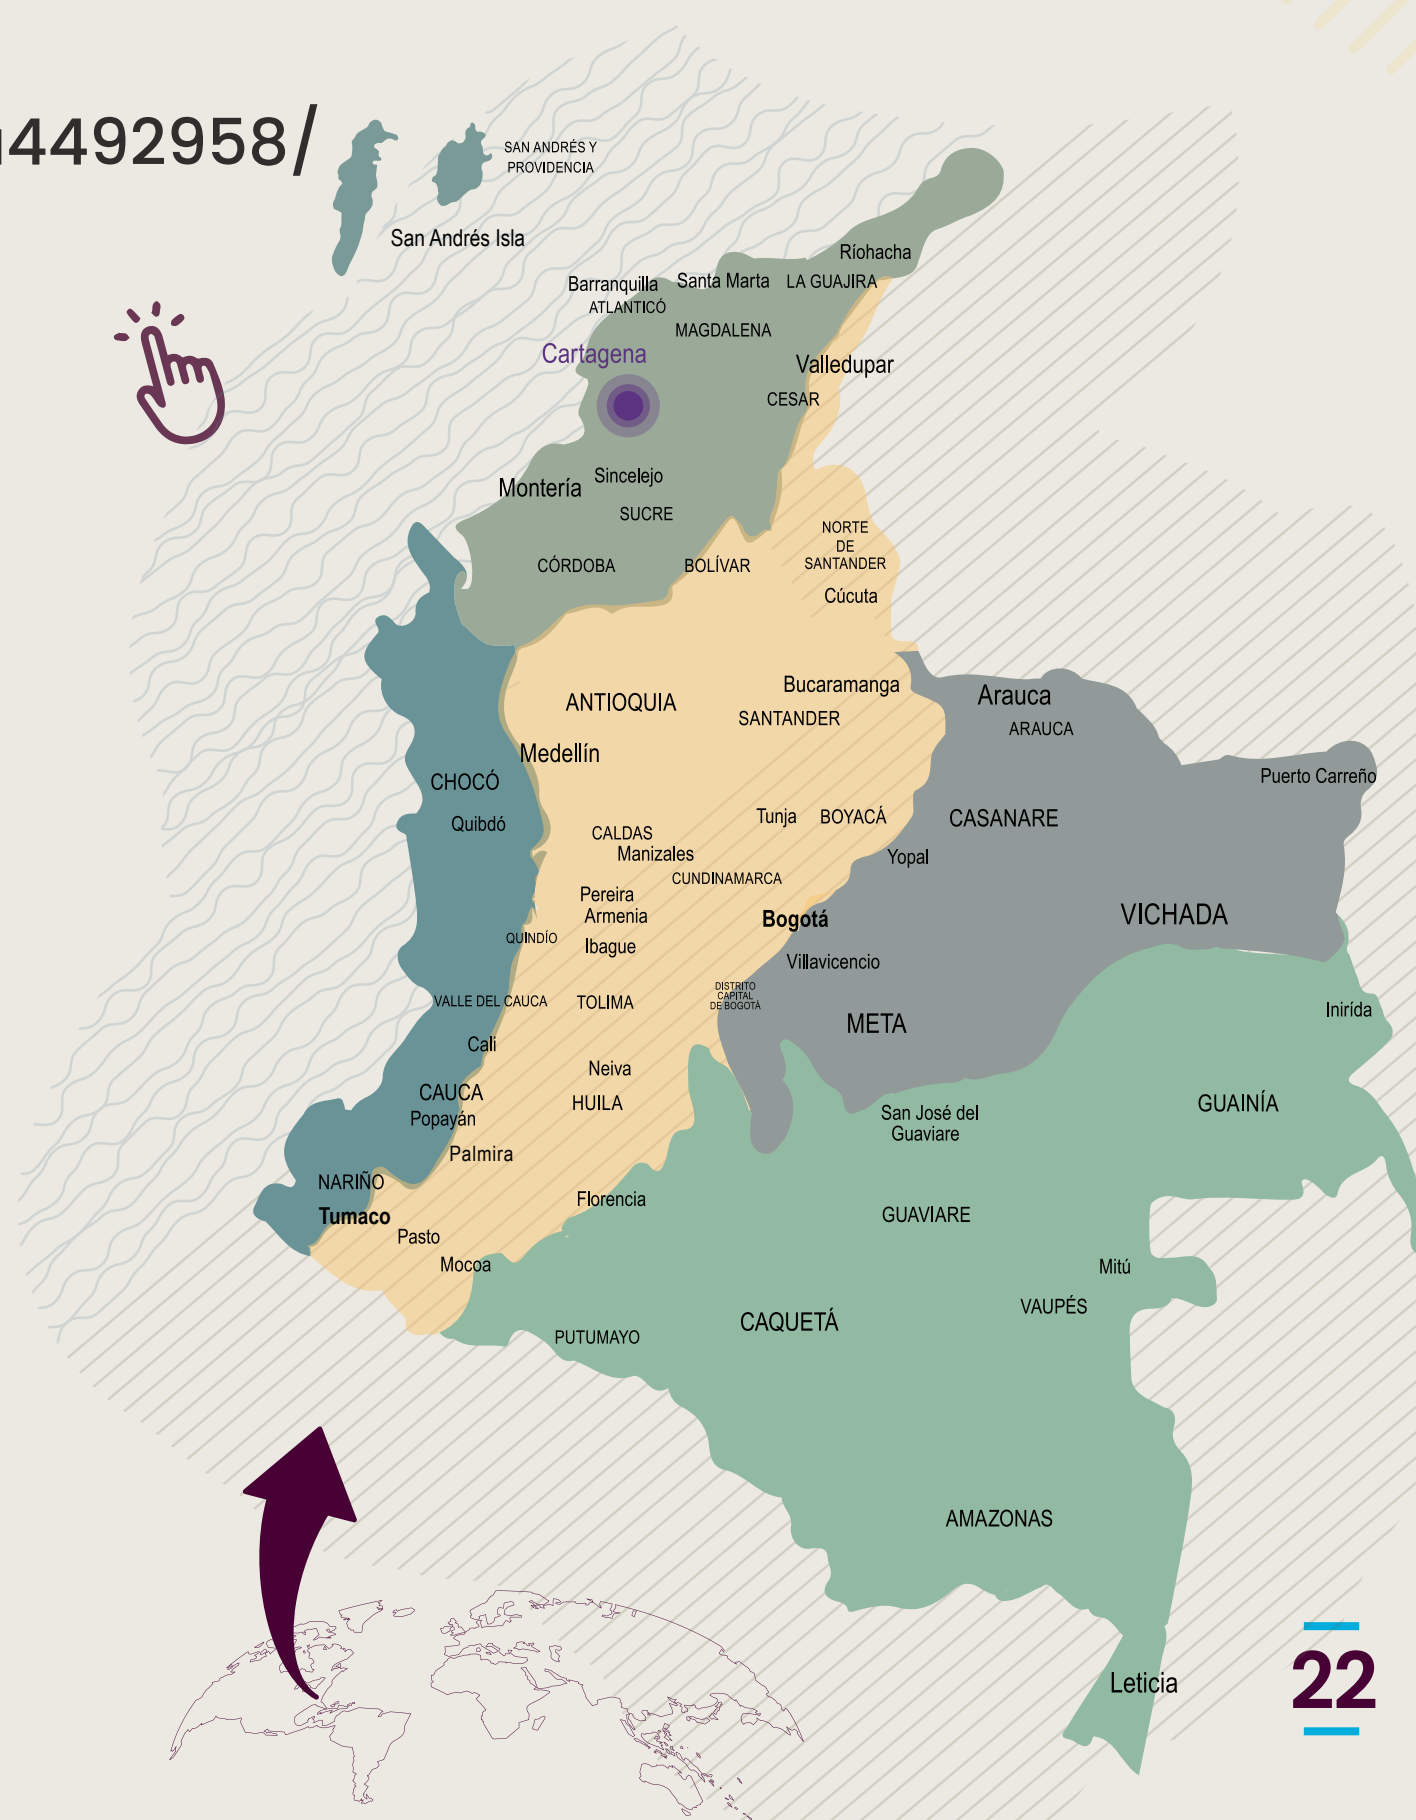 4492958/
SAN ANDRÉS Y
PROVIDENCIA
San Andrés Isla
Ríohacha
Barranquilla
Santa Marta
LA GUAJIRA
ATLANTICÓ
MAGDALENA
Cartagena
Valledupar
CESAR
Sincelejo
Montería
SUCRE
NORTE
DE
SANTANDER
CÓRDOBA
BOLÍVAR
Cúcuta
Bucaramanga
Arauca
ANTIOQUIA
SANTANDER
ARAUCA
Medellín
CHOCÓ
Puerto Carreño
Quibdó
Tunja
BOYACÁ
CASANARE
CALDAS
Manizales
Yopal
CUNDINAMARCA
Pereira
Armenia
Bogotá
VICHADA
QUINDÍO
Ibague
Villavicencio
DISTRITO
CAPITAL
DE BOGOTÁ
VALLE DEL CAUCA
TOLIMA
META
Inirída
Cali
Neiva
CAUCA
HUILA
GUAINÍA
Popayán
San José del
Guaviare
Palmira
NARIÑO
Florencia
Tumaco
GUAVIARE
Pasto
Mocoa
Mitú
VAUPÉS
PUTUMAYO
CAQUETÁ
AMAZONAS
Leticia
22